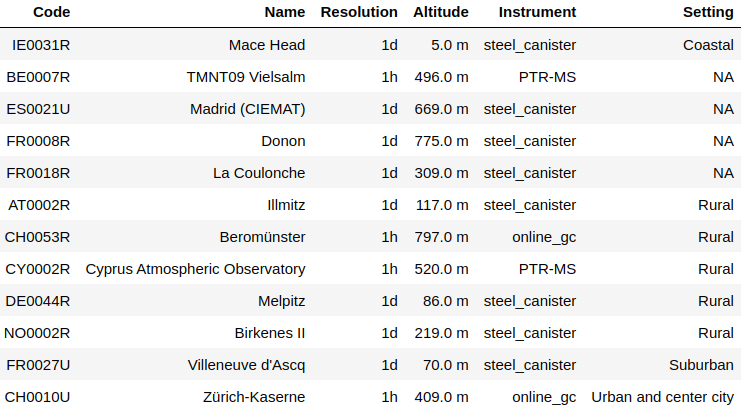 Code Name Resolution Altitude Instrument Setting
IE0031R Mace Head 1d 5.0 m steel_canister Coastal
BE0007R TMNT09 Vielsalm 1h 496.0 m PTR-MS NA
ES0021U Madrid (CIEMAT) 1d 669.0 m steel_canister NA
FR0008R Donon 1d 775.0 m steel_canister NA
FR0018R La Coulonche 1d 309.0 m steel_canister NA
AT0002R Illmitz 1d 117.0 m steel_canister Rural
CH0053R Beromünster 1h 797.0 m online_gc Rural
CY0002R Cyprus Atmospheric Observatory 1h 520.0 m PTR-MS Rural
DE0044R Melpitz 1d 86.0 m steel_canister Rural
NO0002R Birkenes II 1d 219.0 m steel_canister Rural
FR0027U Villeneuve d'Ascq 1d 70.0 m steel_canister Suburban
CH0010U Zürich-Kaserne 1h 409.0 m online_gc Urban and center city